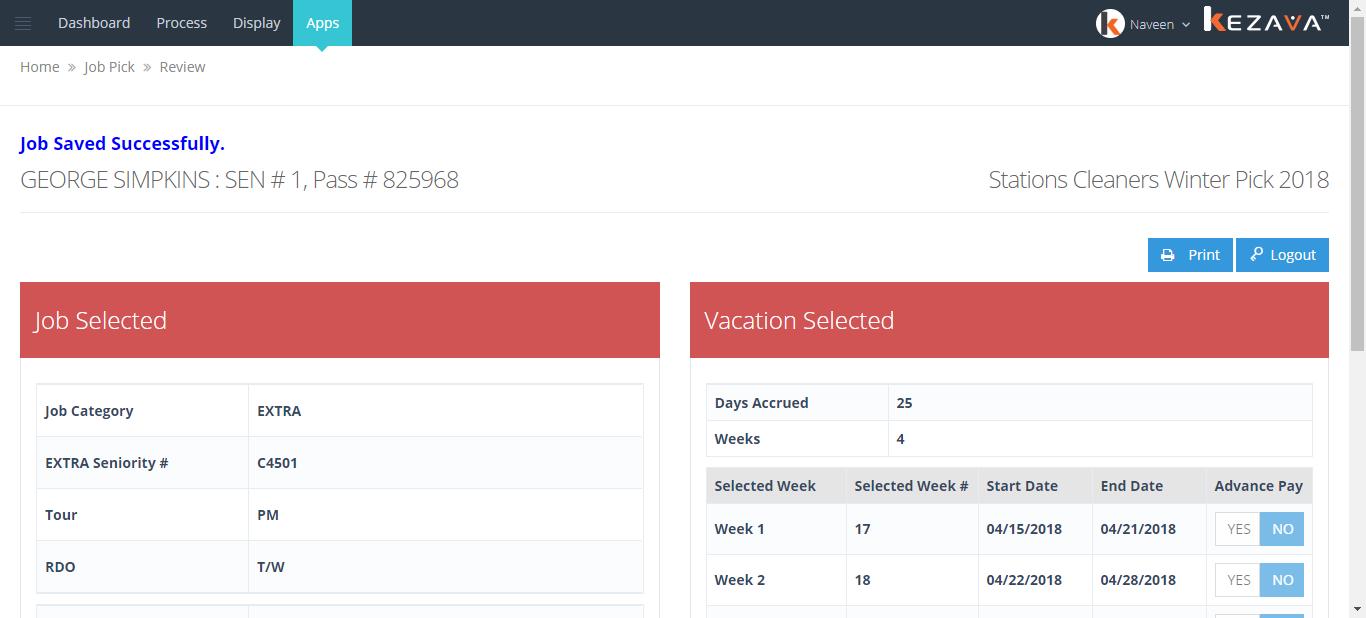 Dashboard Process Display Apps Naveen KEZAVA™
Home » Job Pick » Review
Job Saved Successfully.
GEORGE SIMPKINS : SEN # 1, Pass # 825968
Stations Cleaners Winter Pick 2018
Print Logout
Job Selected
Job Category EXTRA
EXTRA Seniority # C4501
Tour PM
RDO T/W
Vacation Selected
Days Accrued 25
Weeks 4
Selected Week Selected Week # Start Date End Date Advance Pay
Week 1 17 04/15/2018 04/21/2018 YES NO
Week 2 18 04/22/2018 04/28/2018 YES NO